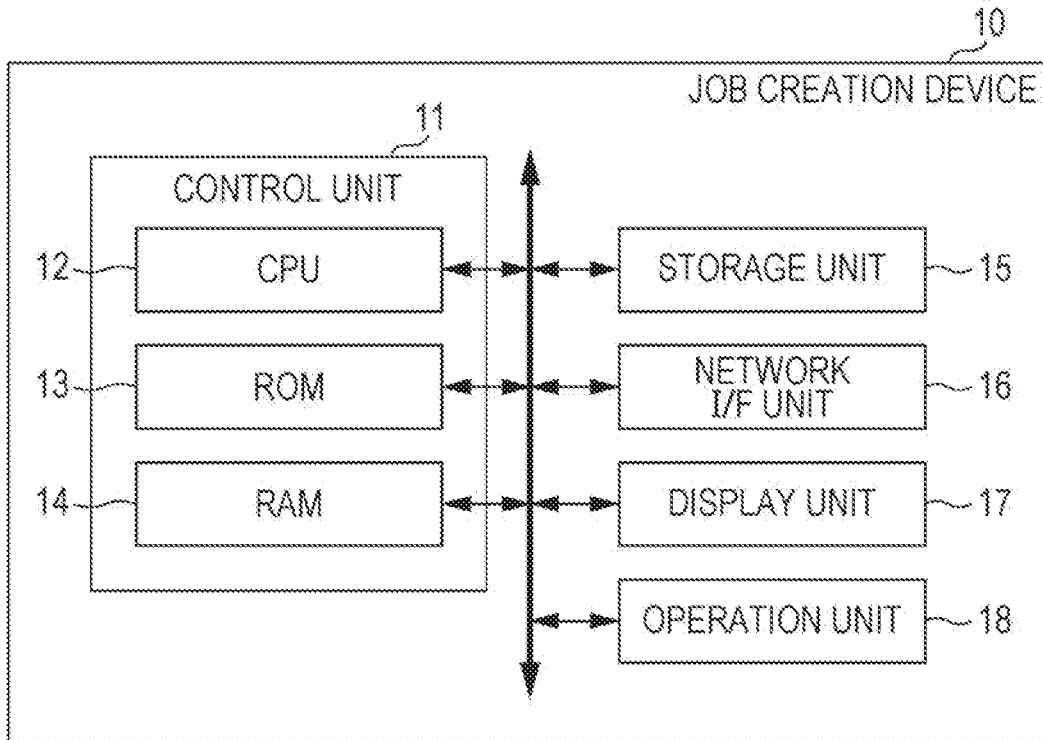 10
JOB CREATION DEVICE
11
CONTROL UNIT
12
CPU
STORAGE UNIT
15
13
ROM
NETWORK
I/F UNIT
16
14
RAM
DISPLAY UNIT
17
OPERATION UNIT
18